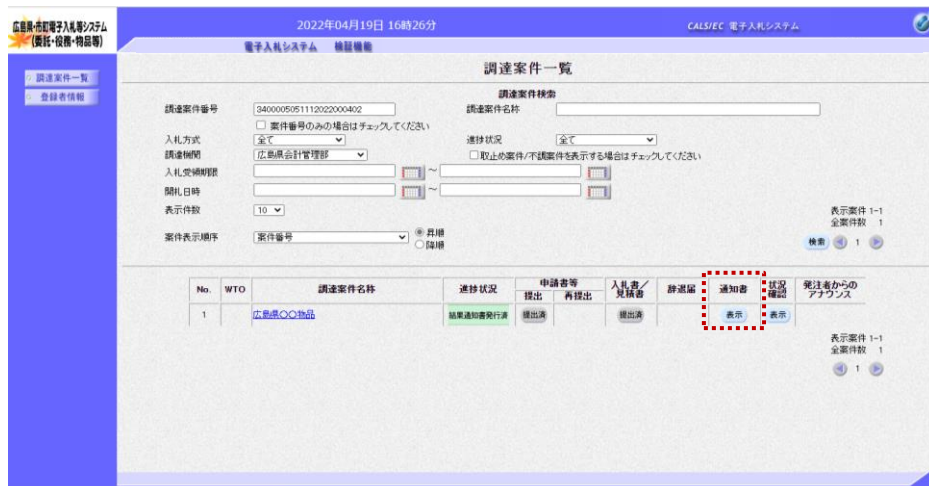 広島県・市町電子入札等システム
(委託・役務・物品等)
2022年04月19日 16時26分
CALS/EC 電子入札システム
電子入札システム 検証機能
調達案件一覧
登録者情報
調達案件一覧
調達案件検索
調達案件番号 3400005051112022000402 調達案件名称
案件番号のみの場合はチェックしてください
入札方式 全て 進捗状況 全て
調達機関 広島県会計管理部 取止め案件/不調案件を表示する場合はチェックしてください
入札受領期限 ~
開札日時 ~
表示件数 10
表示案件 1-1
全案件数 1
案件表示順序 案件番号 昇順
降順
検索 1
No. WTO 調達案件名称 進捗状況 申請書等 入札書/見積書 辞退届 通知書 状況確認 発注者からのアナウンス
提出 再提出
1 広島県○○物品 結果通知書発行済 提出済 提出済 表示 表示
表示案件 1-1
全案件数 1
1